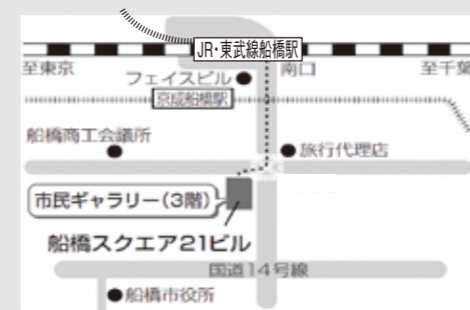 JR・東武線船橋駅
至東京
フェイスビル
南口
至千葉
京成船橋駅
船橋商工会議所
旅行代理店
市民ギャラリー(3階)
船橋スクエア21ビル
国道14号線
船橋市役所